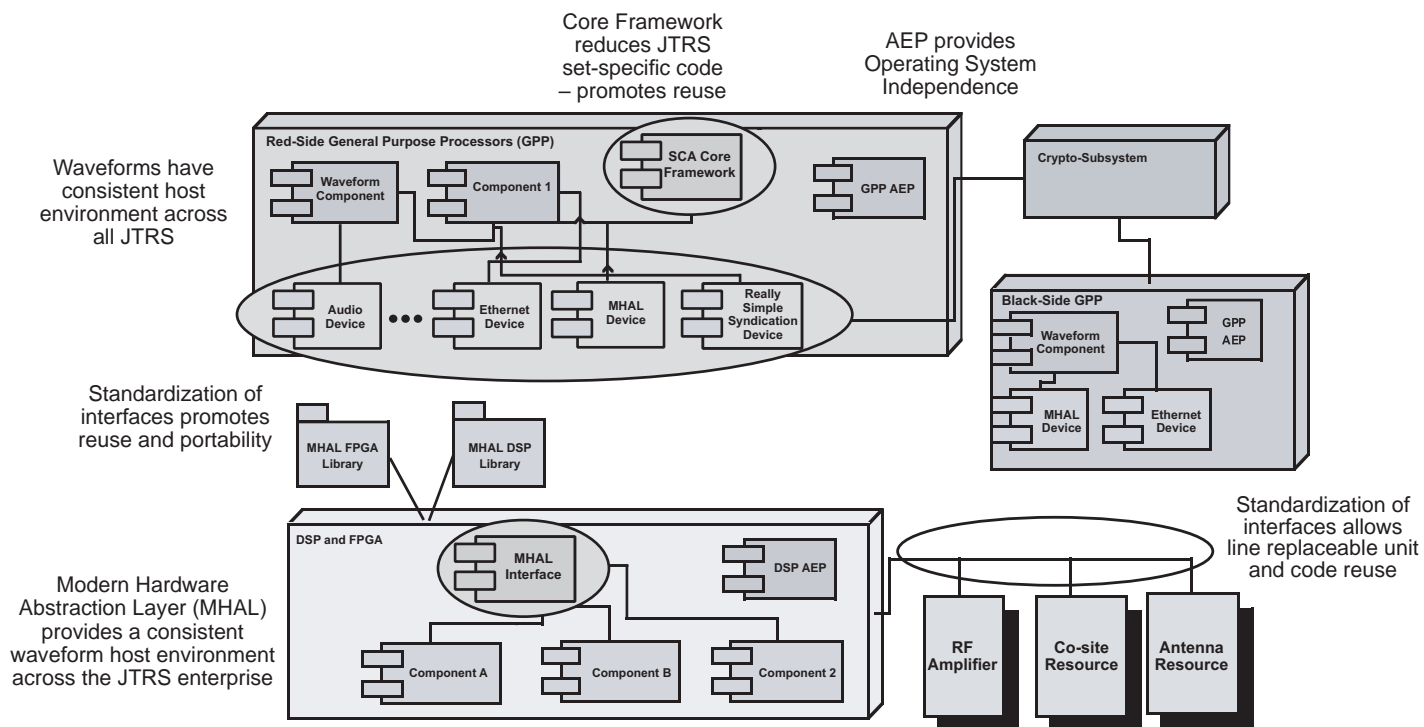 Core Framework
reduces JTRS
set-specific code
– promotes reuse
AEP provides
Operating System
Independence
Waveforms have
consistent host
environment across
all JTRS
Red-Side General Purpose Processors (GPP)
Waveform
Component
Component 1
SCA Core
Framework
GPP AEP
Audio
Device
Ethernet
Device
MHAL
Device
Really
Simple
Syndication
Device
Crypto-Subsystem
Black-Side GPP
Waveform
Component
GPP
AEP
MHAL
Device
Ethernet
Device
Standardization of
interfaces promotes
reuse and portability
MHAL FPGA
Library
MHAL DSP
Library
Modern Hardware
Abstraction Layer (MHAL)
provides a consistent
waveform host environment
across the JTRS enterprise
DSP and FPGA
MHAL
Interface
DSP AEP
Component A
Component B
Component 2
Standardization of
interfaces allows
line replaceable unit
and code reuse
RF
Amplifier
Co-site
Resource
Antenna
Resource